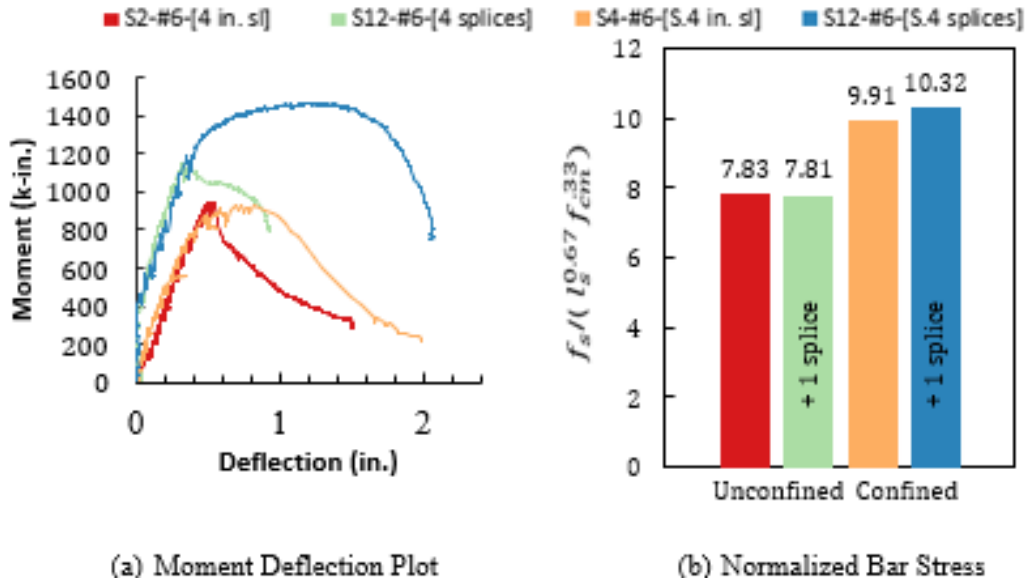 S2-#6-[4 in. sl] S12-#6-[4 splices] S4-#6-[S.4 in. sl] S12-#6-[S.4 splices]
Moment (k-in.)
1600
1400
1200
1000
800
600
400
200
0
0 1 2
Deflection (in.)
(a) Moment Deflection Plot
f_s/( l_s^{0.67} f_{cm}^{.33})
12
10
8
6
4
2
0
7.83 7.81 9.91 10.32
+ 1 splice + 1 splice
Unconfined Confined
(b) Normalized Bar Stress